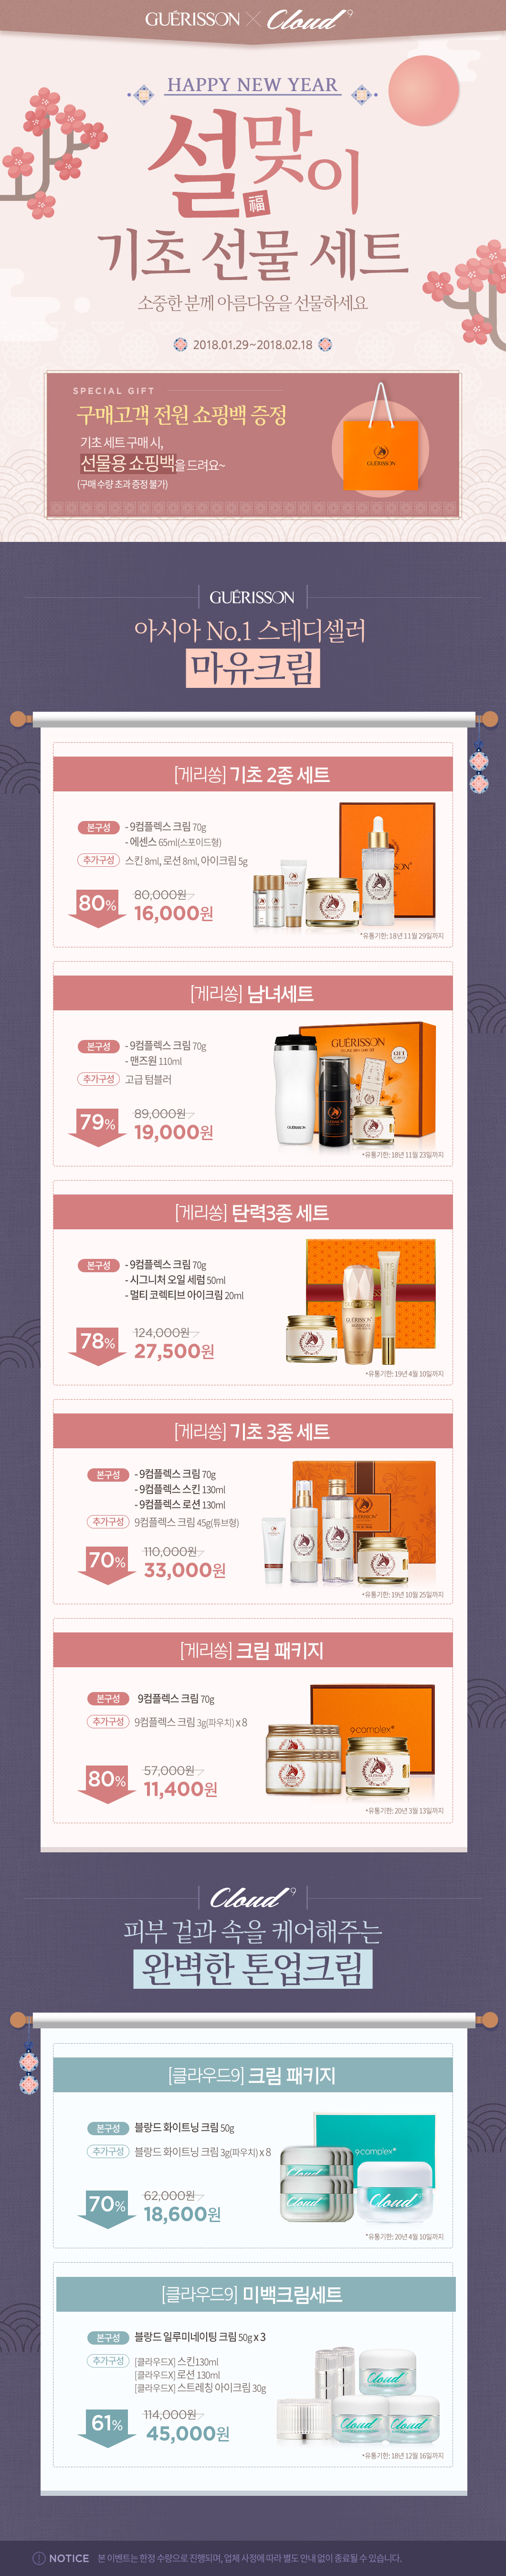 GUÉRISSON × Cloud 9
HAPPY NEW YEAR
설맞이
福
기초 선물 세트
소중한 분께 아름다움을 선물하세요
2018.01.29~2018.02.18
SPECIAL GIFT
구매고객 전원 쇼핑백 증정
기초 세트 구매 시,
선물용 쇼핑백을 드려요~
(구매 수량 초과 증정 불가)
GUÉRISSON
GUÉRISSON
아시아 No.1 스테디셀러
마유크림
[게리쏭] 기초 2종 세트
본구성 - 9컴플렉스 크림 70g
- 에센스 65ml(스포이드형)
추가구성 스킨 8ml, 로션 8ml, 아이크림 5g
80% 80,000원
16,000원
*유통기한: 18년 11월 29일까지
[게리쏭] 남녀세트
본구성 - 9컴플렉스 크림 70g
- 맨즈원 110ml
추가구성 고급 텀블러
79% 89,000원
19,000원
GUÉRISSON
GIFT
GUÉRISSON
*유통기한: 18년 11월 23일까지
[게리쏭] 탄력3종 세트
본구성 - 9컴플렉스 크림 70g
- 시그니처 오일 세럼 50ml
- 멀티 코렉티브 아이크림 20ml
78% 124,000원
27,500원
GUÉRISSON
*유통기한: 19년 4월 10일까지
[게리쏭] 기초 3종 세트
본구성 - 9컴플렉스 크림 70g
- 9컴플렉스 스킨 130ml
- 9컴플렉스 로션 130ml
추가구성 9컴플렉스 크림 45g(튜브형)
70% 110,000원
33,000원
*유통기한: 19년 10월 25일까지
[게리쏭] 크림 패키지
본구성 9컴플렉스 크림 70g
추가구성 9컴플렉스 크림 3g(파우치) x 8
80% 57,000원
11,400원
9complex*
*유통기한: 20년 3월 13일까지
Cloud 9
피부 겉과 속을 케어해주는
완벽한 톤업크림
[클라우드9] 크림 패키지
본구성 블랑드 화이트닝 크림 50g
추가구성 블랑드 화이트닝 크림 3g(파우치) x 8
70% 62,000원
18,600원
9complex*
Cloud
Cloud
Cloud
*유통기한: 20년 4월 10일까지
[클라우드9] 미백크림세트
본구성 블랑드 일루미네이팅 크림 50g x 3
추가구성 [클라우드X] 스킨130ml
[클라우드X] 로션 130ml
[클라우드X] 스트레칭 아이크림 30g
61% 114,000원
45,000원
Cloud
Cloud
Cloud
*유통기한: 18년 12월 16일까지
NOTICE 본 이벤트는 한정 수량으로 진행되며, 업체 사정에 따라 별도 안내 없이 종료될 수 있습니다.